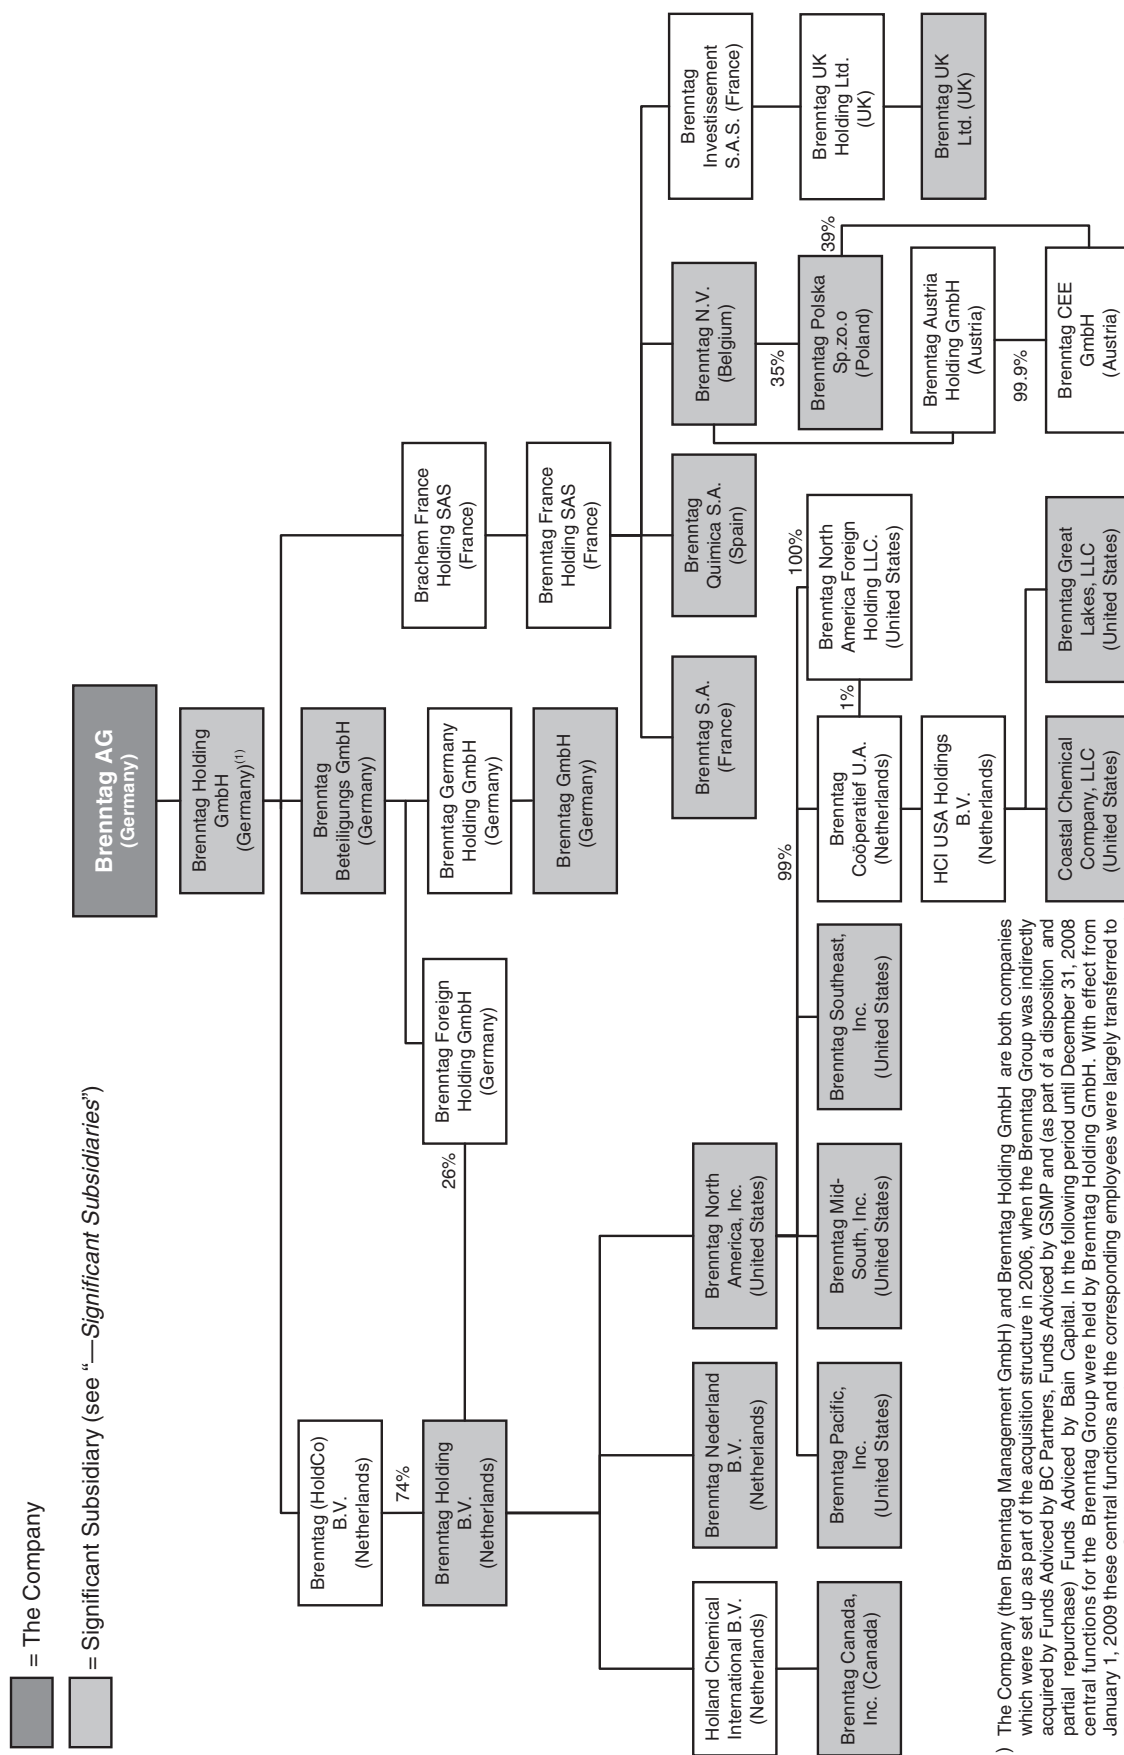 = The Company
= Significant Subsidiary (see “—Significant Subsidiaries”)
Brenntag AG
(Germany)
Brenntag Holding
GmbH
(Germany)(1)
Brenntag (HoldCo)
B.V.
(Netherlands)
Brenntag
Beteiligungs GmbH
(Germany)
Brachem France
Holding SAS
(France)
74%
Brenntag Holding
B.V.
(Netherlands)
26%
Brenntag Foreign
Holding GmbH
(Germany)
Brenntag Germany
Holding GmbH
(Germany)
Brenntag France
Holding SAS
(France)
Brenntag GmbH
(Germany)
Holland Chemical
International B.V.
(Netherlands)
Brenntag Nederland
B.V.
(Netherlands)
Brenntag North
America, Inc.
(United States)
Brenntag S.A.
(France)
Brenntag
Quimica S.A.
(Spain)
Brenntag N.V.
(Belgium)
Brenntag
Investissement
S.A.S. (France)
99%
100%
35%
39%
Brenntag Canada,
Inc. (Canada)
Brenntag Pacific,
Inc.
(United States)
Brenntag Mid-
South, Inc.
(United States)
Brenntag Southeast,
Inc.
(United States)
Brenntag
Coöperatief U.A.
(Netherlands)
1%
Brenntag North
America Foreign
Holding LLC.
(United States)
Brenntag Polska
Sp.zo.o
(Poland)
Brenntag UK
Holding Ltd.
(UK)
HCI USA Holdings
B.V.
(Netherlands)
Brenntag Austria
Holding GmbH
(Austria)
Brenntag UK
Ltd. (UK)
99.9%
Coastal Chemical
Company, LLC
(United States)
Brenntag Great
Lakes, LLC
(United States)
Brenntag CEE
GmbH
(Austria)
) The Company (then Brenntag Management GmbH) and Brenntag Holding GmbH are both companies
which were set up as part of the acquisition structure in 2006, when the Brenntag Group was indirectly
acquired by Funds Adviced by BC Partners, Funds Adviced by GSMP and (as part of a disposition and
partial repurchase) Funds Adviced by Bain Capital. In the following period until December 31, 2008
central functions for the Brenntag Group were held by Brenntag Holding GmbH. With effect from
January 1, 2009 these central functions and the corresponding employees were largely transferred to